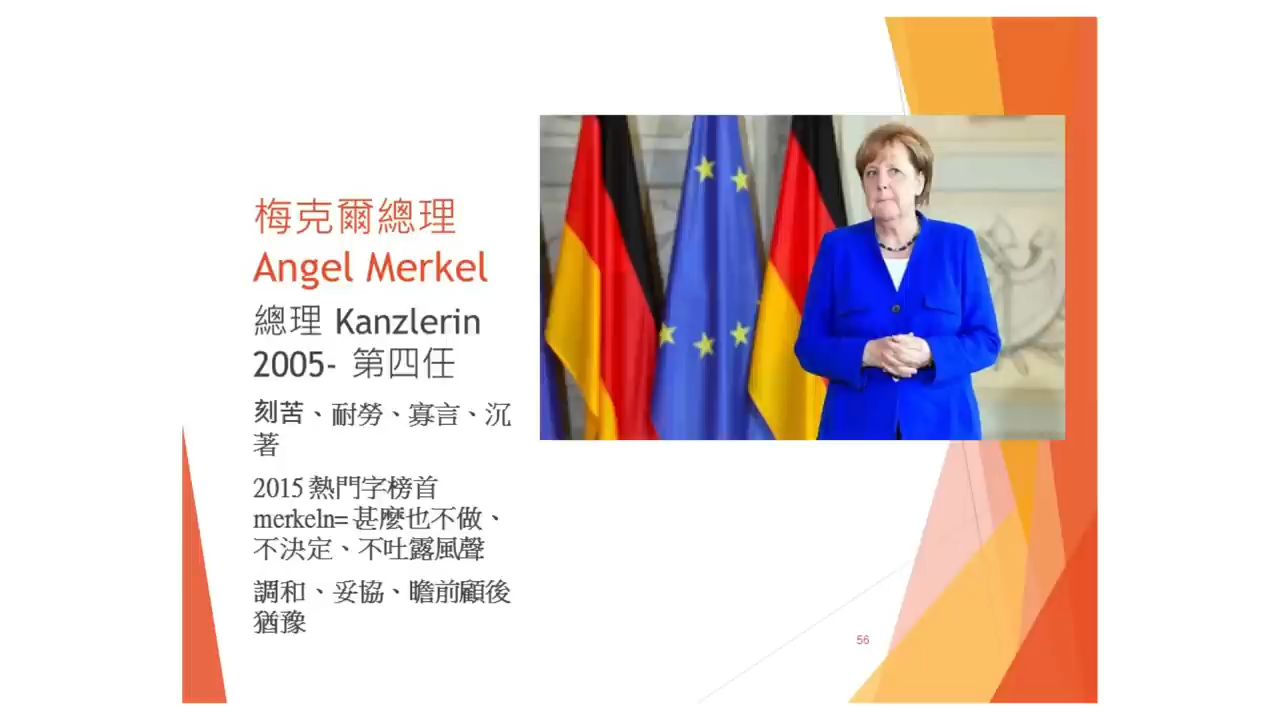 梅克爾總理
Angel Merkel
總理 Kanzlerin
2005- 第四任
刻苦、耐勞、寡言、沉
著
2015 熱門字榜首
merkeln= 甚麼也不做、
不決定、不吐露風聲
調和、妥協、瞻前顧後
猶豫
56